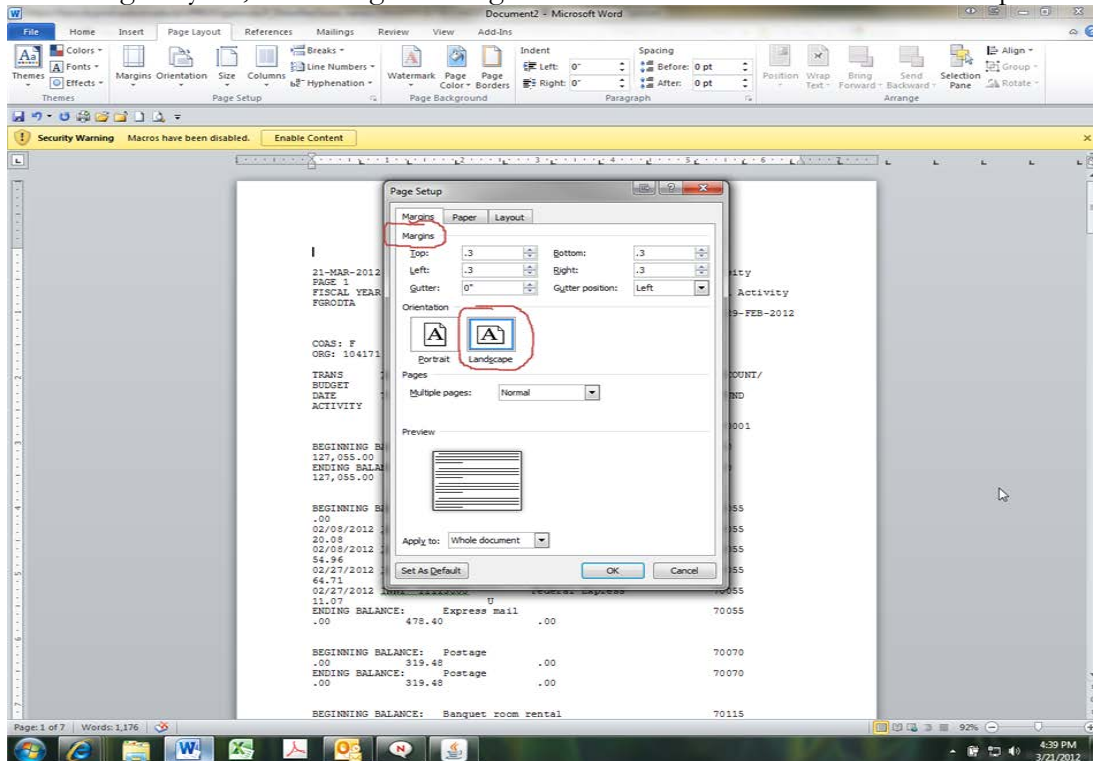 Document2 - Microsoft Word
File Home Insert Page Layout References Mailings Review View Add-Ins
Colors Breaks Indent Spacing Align
Aa Fonts Line Numbers Left: 0" Before: 0 pt Group
Themes Effects Margins Orientation Size Columns Hyphenation Watermark Page Color Page Borders Right: 0" After: 0 pt Position Wrap Text Bring Forward Send Backward Selection Pane Rotate
Themes Page Setup Page Background Paragraph Arrange
Security Warning Macros have been disabled. Enable Content
Page Setup
Margins Paper Layout
Margins
Top: .3 Bottom: .3
21-MAR-2012 Left: .3 Right: .3
PAGE 1
FISCAL YEAR Gutter: 0" Gutter position: Left Activity
FGRODTA Orientation 9-FEB-2012
A A
COAS: F
ORG: 104171 Portrait Landscape
TRANS Pages COUNT/
BUDGET
DATE Multiple pages: Normal
ACTIVITY
Preview
BEGINNING
127,055.00
ENDING
127,055.00
BEGINNING
.00
02/08/2012
20.08
02/08/2012 Apply to: Whole document
54.96
02/27/2012 Set As Default OK Cancel
64.71
02/27/2012 Federal Express 70055
11.07 U
ENDING BALANCE: Express mail 70055
.00 478.40 .00
BEGINNING BALANCE: Postage 70070
.00 319.48 .00
ENDING BALANCE: Postage 70070
.00 319.48 .00
BEGINNING BALANCE: Banquet room rental 70115
Page: 1 of 7 Words: 1,176 92%
4:39 PM
3/21/2012